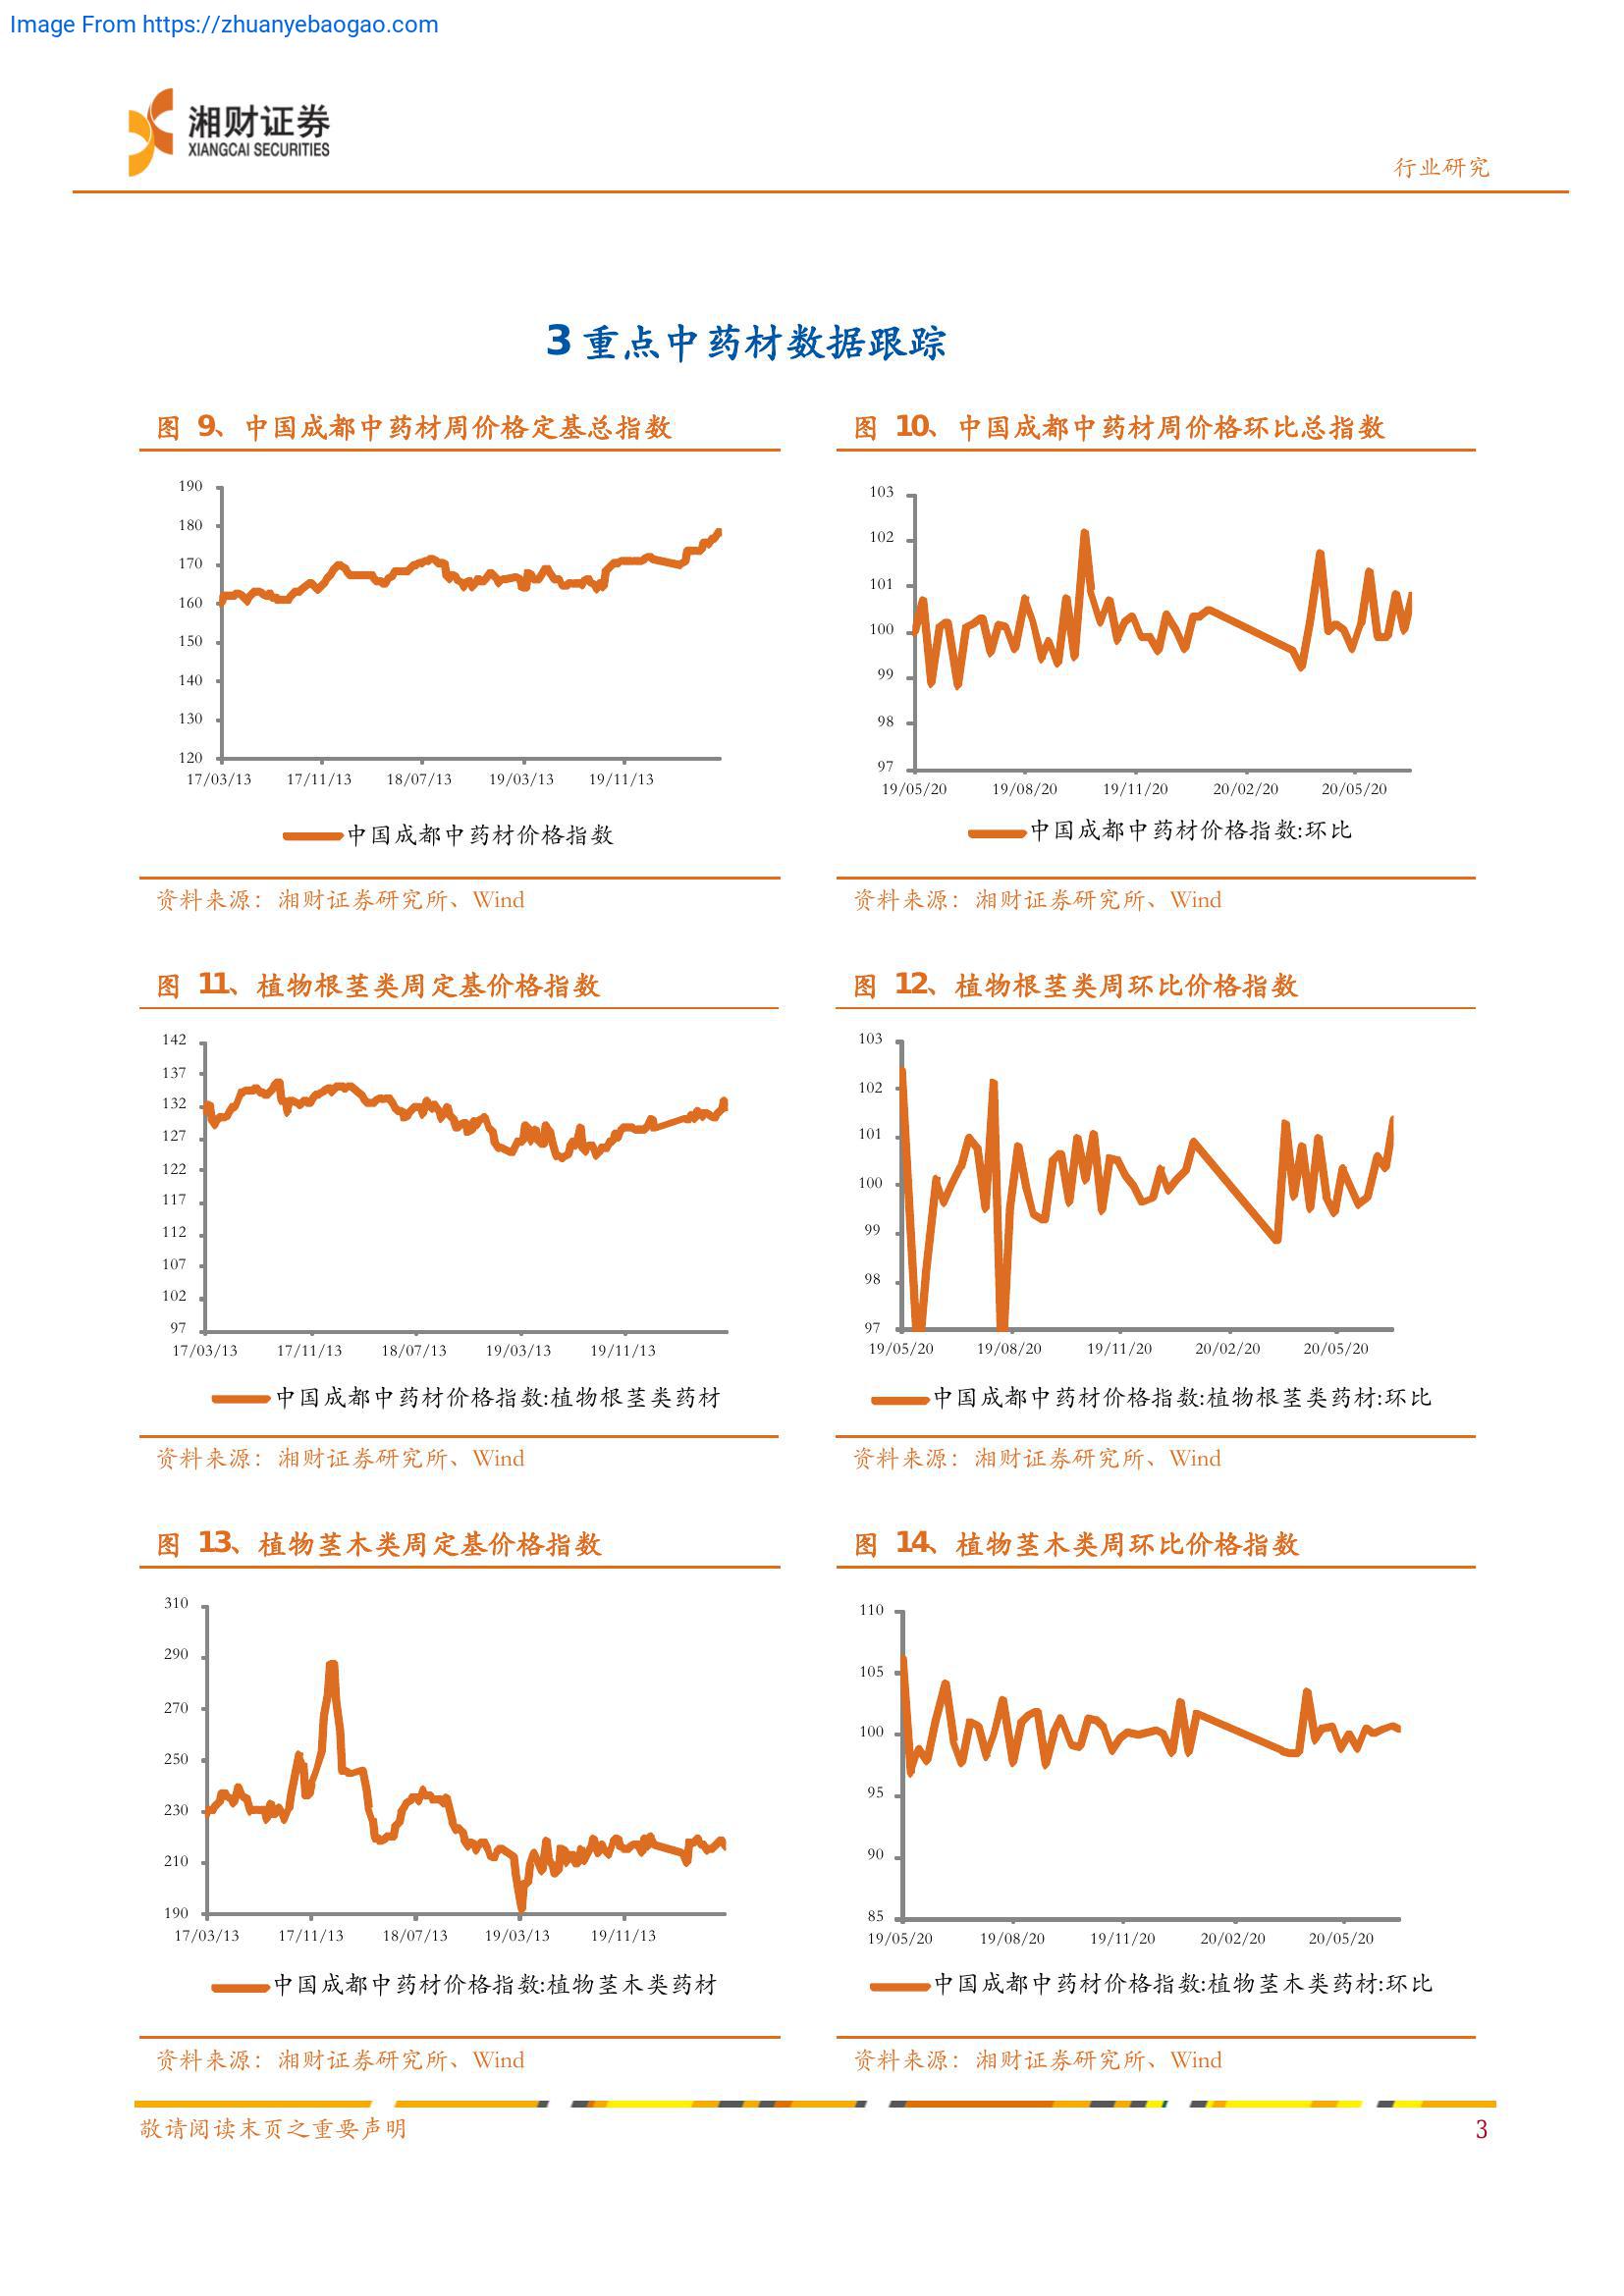 Image From https://zhuanyebaogao.com
湘财证券
XIANGCAI SECURITIES
行业研究
3 重点中药材数据跟踪
图 9、中国成都中药材周价格定基总指数
190
180
170
160
150
140
130
120
17/03/13 17/11/13 18/07/13 19/03/13 19/11/13
中国成都中药材价格指数
资料来源：湘财证券研究所、Wind
图 10、中国成都中药材周价格环比总指数
103
102
101
100
99
98
97
19/05/20 19/08/20 19/11/20 20/02/20 20/05/20
中国成都中药材价格指数:环比
资料来源：湘财证券研究所、Wind
图 11、植物根茎类周定基价格指数
142
137
132
127
122
117
112
107
102
97
17/03/13 17/11/13 18/07/13 19/03/13 19/11/13
中国成都中药材价格指数:植物根茎类药材
资料来源：湘财证券研究所、Wind
图 12、植物根茎类周环比价格指数
103
102
101
100
99
98
97
19/05/20 19/08/20 19/11/20 20/02/20 20/05/20
中国成都中药材价格指数:植物根茎类药材:环比
资料来源：湘财证券研究所、Wind
图 13、植物茎木类周定基价格指数
310
290
270
250
230
210
190
17/03/13 17/11/13 18/07/13 19/03/13 19/11/13
中国成都中药材价格指数:植物茎木类药材
资料来源：湘财证券研究所、Wind
图 14、植物茎木类周环比价格指数
110
105
100
95
90
85
19/05/20 19/08/20 19/11/20 20/02/20 20/05/20
中国成都中药材价格指数:植物茎木类药材:环比
资料来源：湘财证券研究所、Wind
敬请阅读末页之重要声明
3